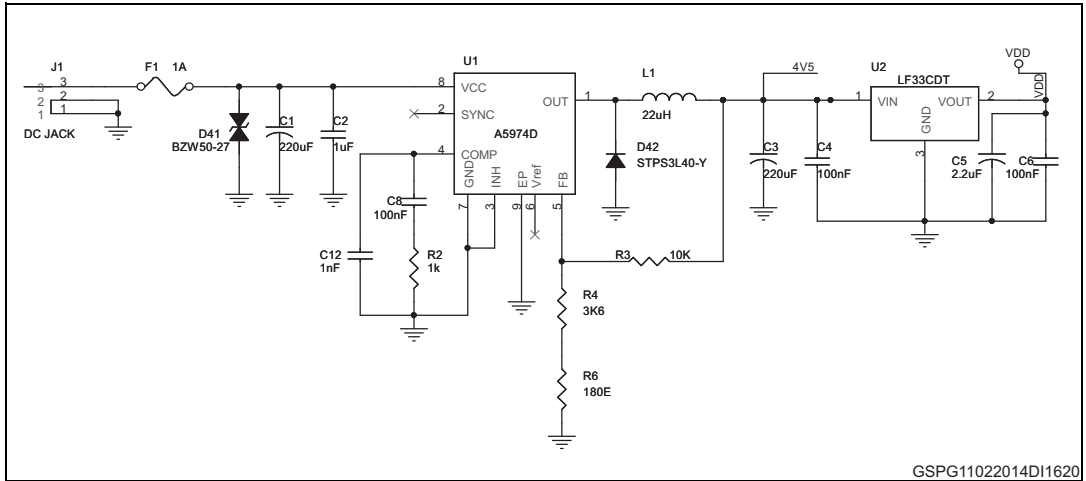 J1
3
3
2
2
1
1
DC JACK
F1 1A
D41
BZW50-27
C1
220uF
C2
1uF
U1
8 VCC
2 SYNC
A5974D
OUT 1
4 COMP
GND
INH
EP
Vref
FB
7
3
9
6
5
C8
100nF
C12
1nF
R2
1k
L1
22uH
D42
STPS3L40-Y
R3 10K
R4
3K6
R6
180E
4V5
C3
220uF
C4
100nF
U2
LF33CDT
1 VIN
VOUT 2
GND
3
VDD
VDD
C5
2.2uF
C6
100nF
GSPG11022014DI1620